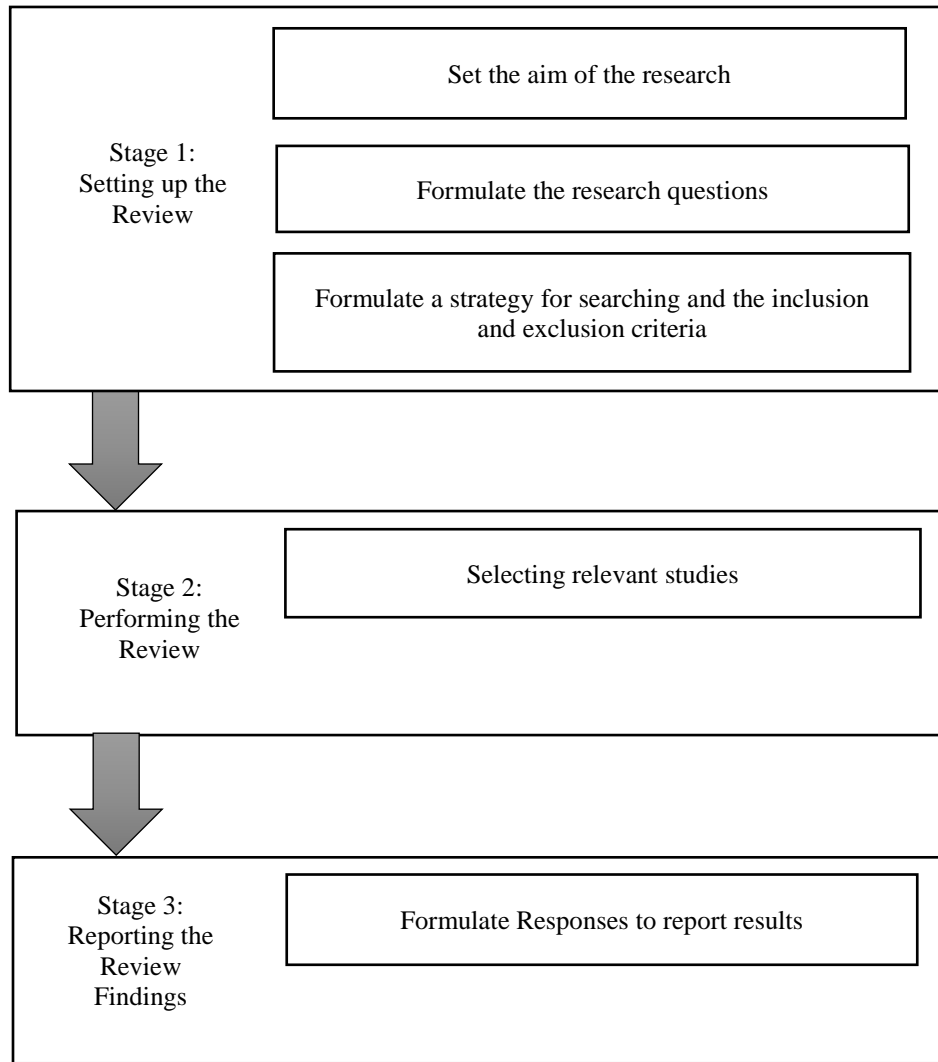 Set the aim of the research
Stage 1:
Setting up the
Review
Formulate the research questions
Formulate a strategy for searching and the inclusion
and exclusion criteria
Selecting relevant studies
Stage 2:
Performing the
Review
Formulate Responses to report results
Stage 3:
Reporting the
Review
Findings